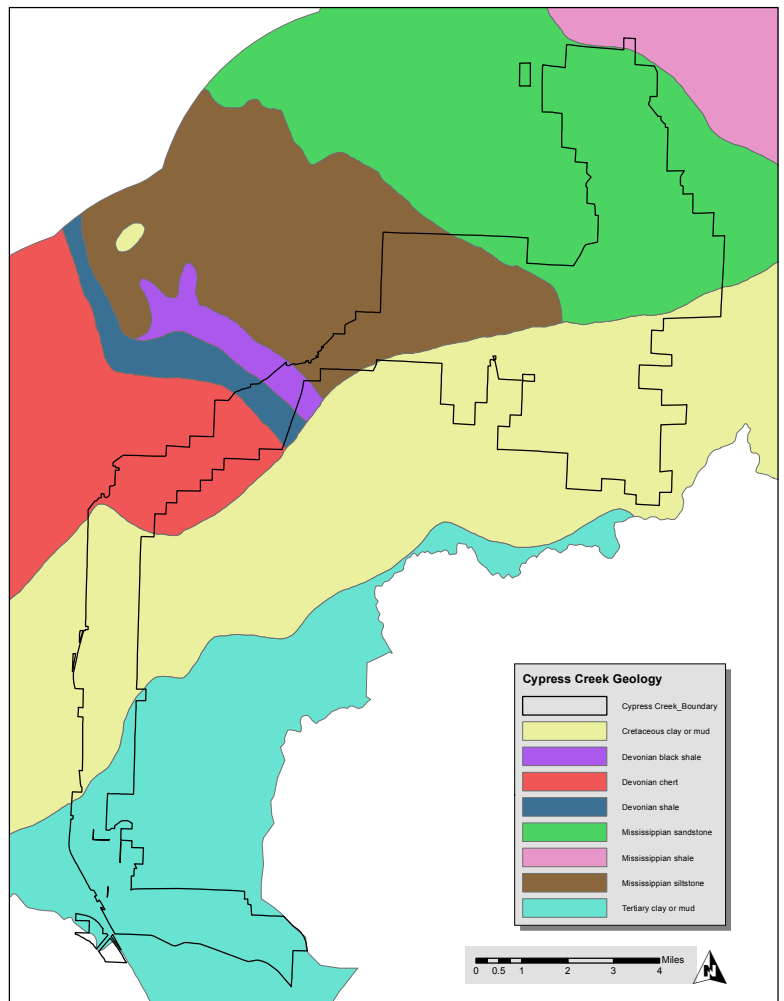 Cypress Creek Geology
Cypress Creek_Boundary
Cretaceous clay or mud
Devonian black shale
Devonian chert
Devonian shale
Mississippian sandstone
Mississippian shale
Mississippian siltstone
Tertiary clay or mud
Miles
0 0.5 1 2 3 4
N